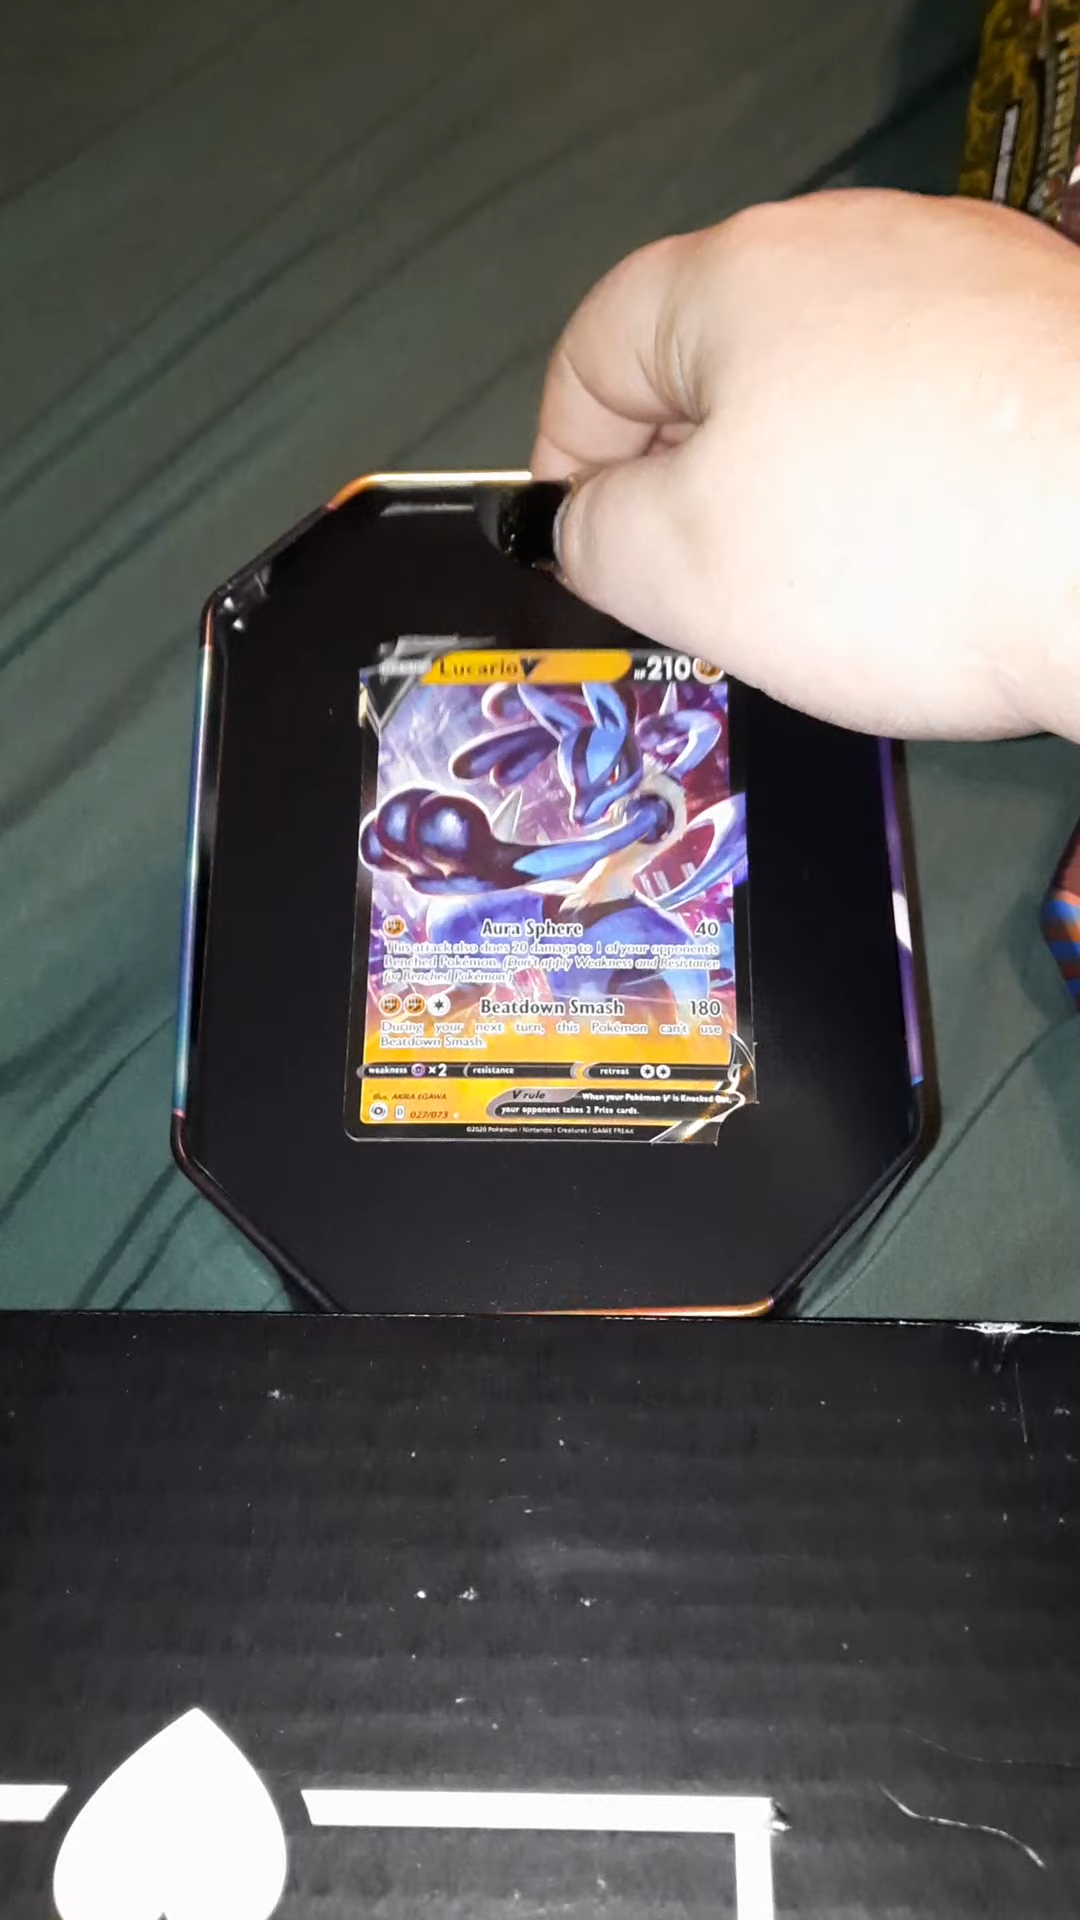 Lucario V HP 210
Aura Sphere 40
This attack also does 20 damage to 1 of your opponent's
Benched Pokémon. (Don't apply Weakness and Resistance
for Benched Pokémon.)
Beatdown Smash 180
During your next turn, this Pokémon can't use
Beatdown Smash.
weakness ×2 resistance retreat
Illus. AKIRA EGAWA
V rule When your Pokémon V is Knocked Out,
your opponent takes 2 Prize cards.
D 027/073
©2020 Pokémon / Nintendo / Creatures / GAME FREAK